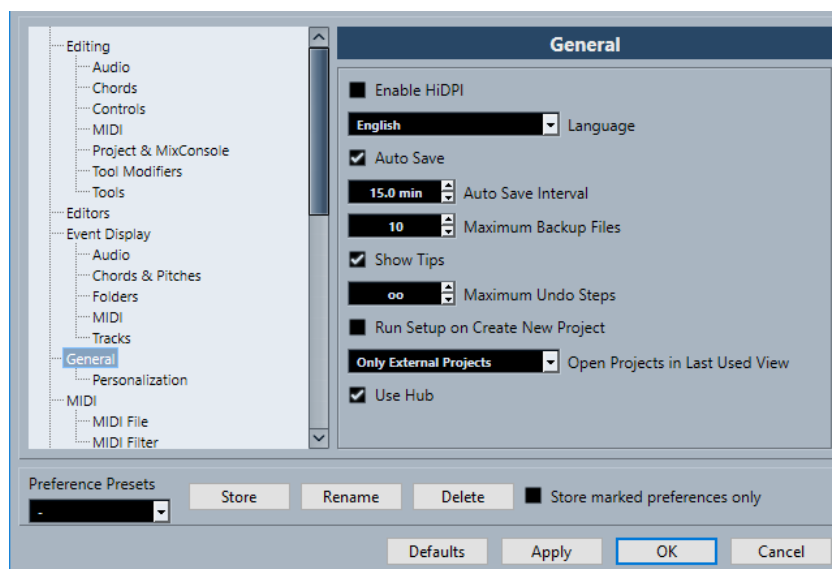 Editing
Audio
Chords
Controls
MIDI
Project & MixConsole
Tool Modifiers
Tools
Editors
Event Display
Audio
Chords & Pitches
Folders
MIDI
Tracks
General
Personalization
MIDI
MIDI File
MIDI Filter
General
Enable HiDPI
English Language
Auto Save
15.0 min Auto Save Interval
10 Maximum Backup Files
Show Tips
oo Maximum Undo Steps
Run Setup on Create New Project
Only External Projects Open Projects in Last Used View
Use Hub
Preference Presets
-
Store Rename Delete Store marked preferences only
Defaults Apply OK Cancel